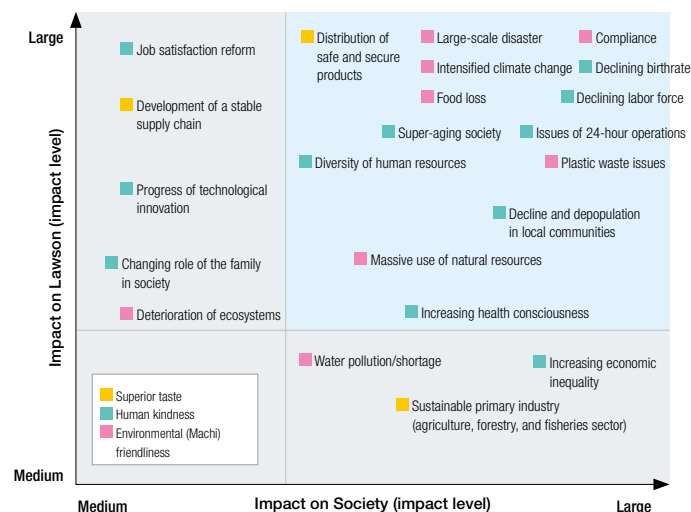 Large
Impact on Lawson (impact level)
Medium
Job satisfaction reform
Development of a stable
supply chain
Progress of technological
innovation
Changing role of the family
in society
Deterioration of ecosystems
Distribution of
safe and secure
products
Large-scale disaster
Compliance
Intensified climate change
Declining birthrate
Food loss
Declining labor force
Super-aging society
Issues of 24-hour operations
Diversity of human resources
Plastic waste issues
Decline and depopulation
in local communities
Massive use of natural resources
Increasing health consciousness
Water pollution/shortage
Increasing economic
inequality
Sustainable primary industry
(agriculture, forestry, and fisheries sector)
Superior taste
Human kindness
Environmental (Machi)
friendliness
Medium
Impact on Society (impact level)
Large